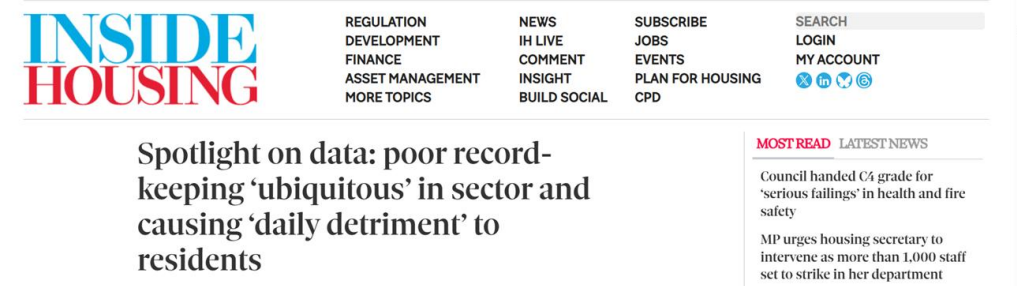 INSIDE
HOUSING
REGULATION
DEVELOPMENT
FINANCE
ASSET MANAGEMENT
MORE TOPICS
NEWS
IH LIVE
COMMENT
INSIGHT
BUILD SOCIAL
SUBSCRIBE
JOBS
EVENTS
PLAN FOR HOUSING
CPD
SEARCH
LOGIN
MY ACCOUNT
Spotlight on data: poor record-
keeping ‘ubiquitous’ in sector and
causing ‘daily detriment’ to
residents
MOST READ LATEST NEWS
Council handed C4 grade for
‘serious failings’ in health and fire
safety
MP urges housing secretary to
intervene as more than 1,000 staff
set to strike in her department